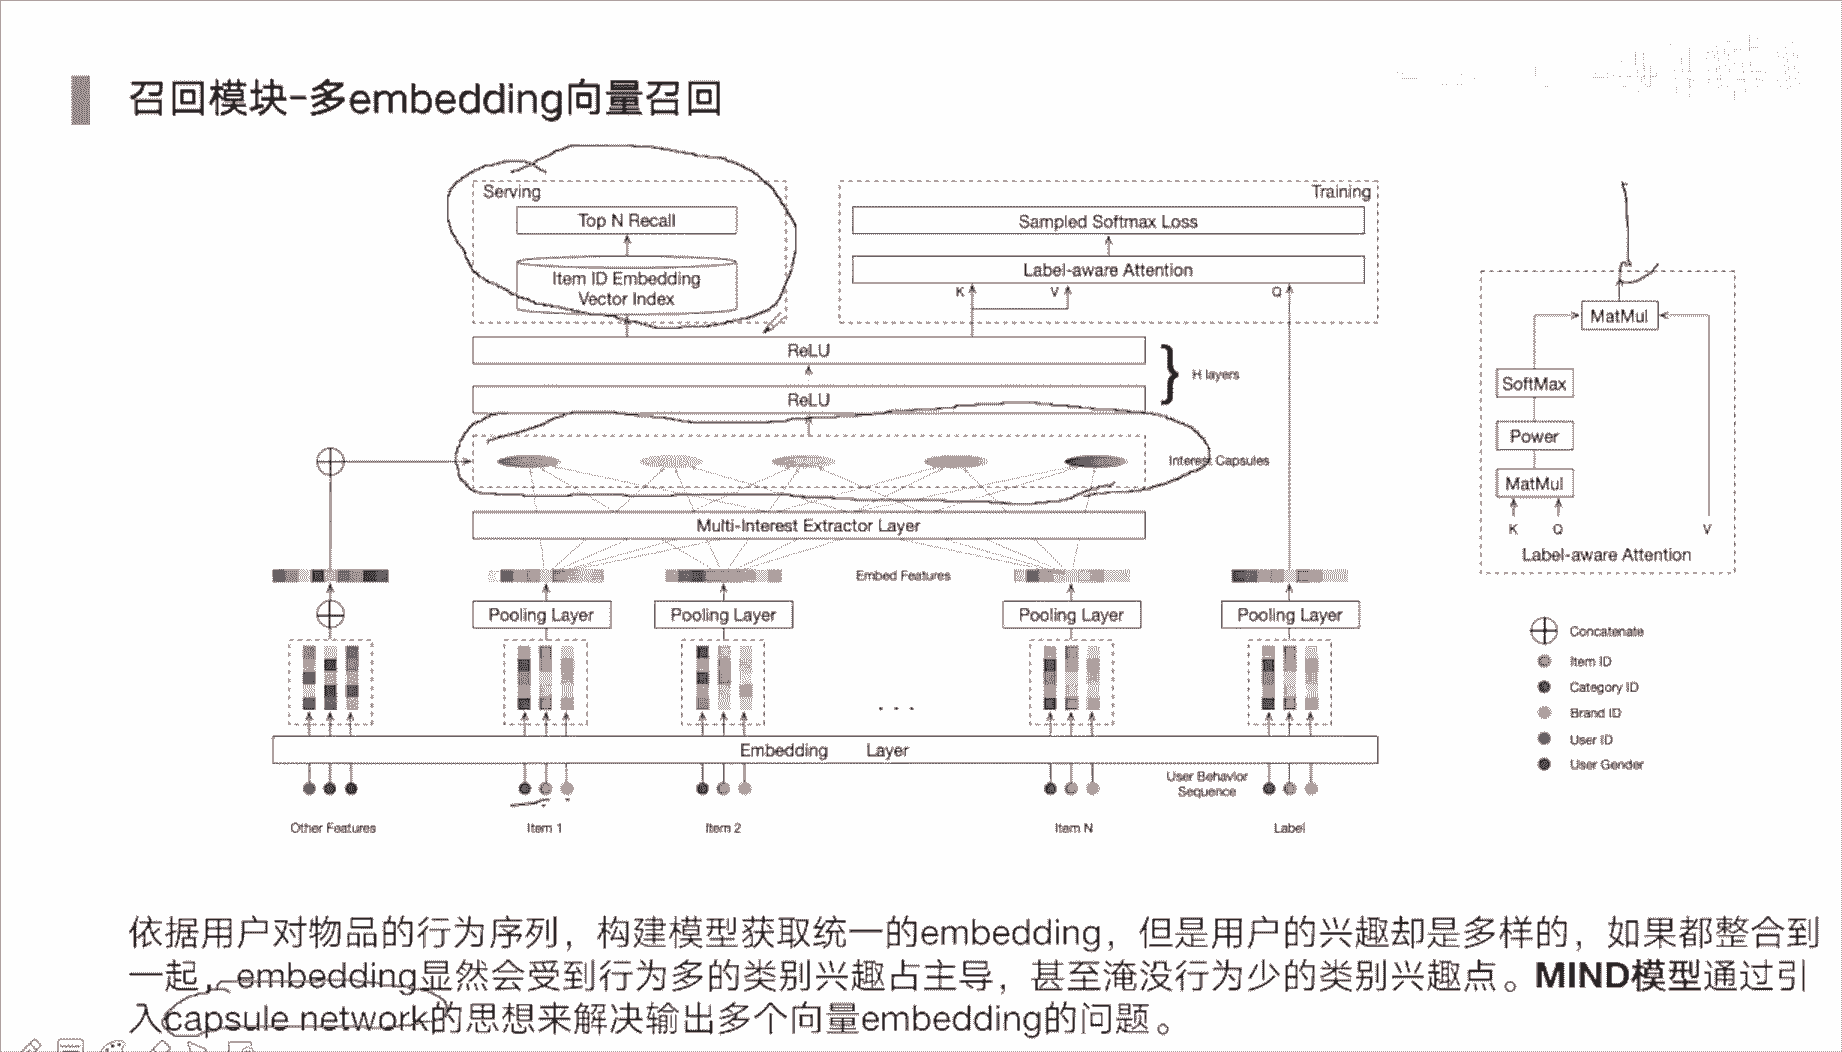 召回模块-多embedding向量召回
Serving
Top N Recall
Item ID Embedding
Vector Index
Training
Sampled Softmax Loss
Label-aware Attention
K
V
Q
ReLU
ReLU
H layers
Interest Capsules
Multi-Interest Extractor Layer
Embed Features
Pooling Layer
Pooling Layer
Pooling Layer
Pooling Layer
...
Embedding Layer
User Behavior
Sequence
Other Features
Item 1
Item 2
Item N
Label
MatMul
SoftMax
Power
MatMul
K
Q
V
Label-aware Attention
Concatenate
Item ID
Category ID
Brand ID
User ID
User Gender
依据用户对物品的行为序列，构建模型获取统一的embedding，但是用户的兴趣却是多样的，如果都整合到
一起，embedding显然会受到行为多的类别兴趣占主导，甚至淹没行为少的类别兴趣点。MIND模型通过引
入capsule network的思想来解决输出多个向量embedding的问题。